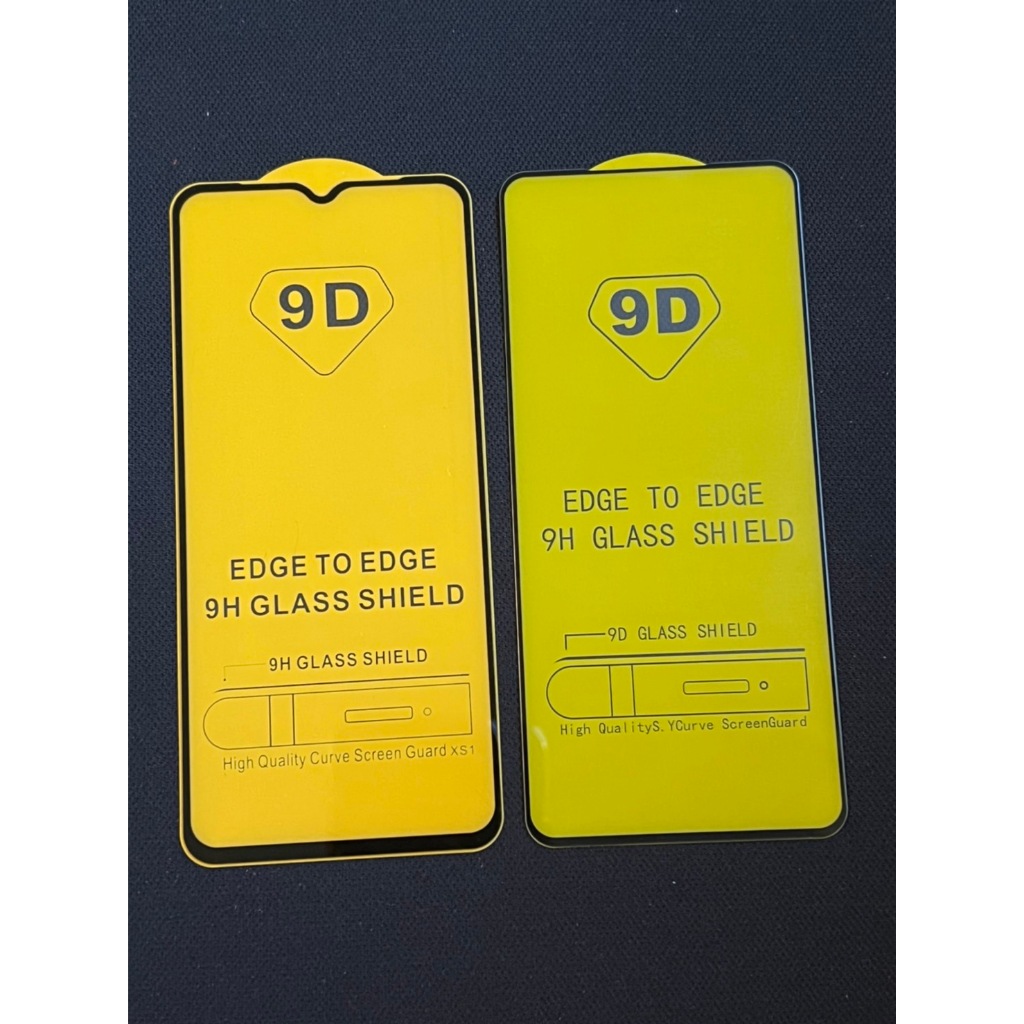 9D
EDGE TO EDGE
9H GLASS SHIELD
9H GLASS SHIELD
High Quality Curve Screen Guard XS1
9D
EDGE TO EDGE
9H GLASS SHIELD
9D GLASS SHIELD
High QualityS.YCurve ScreenGuard